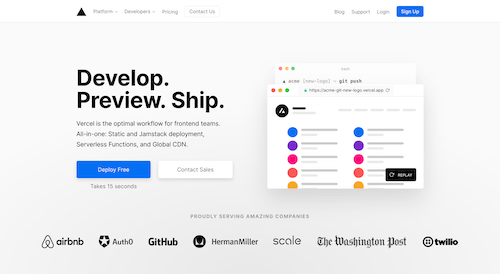 Platform
Developers
Pricing
Contact Us
Blog
Support
Login
Sign Up
Develop.
Preview. Ship.
Vercel is the optimal workflow for frontend teams.
All-in-one: Static and Jamstack deployment,
Serverless Functions, and Global CDN.
Deploy Free
Contact Sales
Takes 15 seconds
bash
▲ acme [new-logo] › git push
https://acme-git-new-logo.vercel.app
REPLAY
PROUDLY SERVING AMAZING COMPANIES
airbnb
Auth0
GitHub
HermanMiller
scale
The Washington Post
twilio